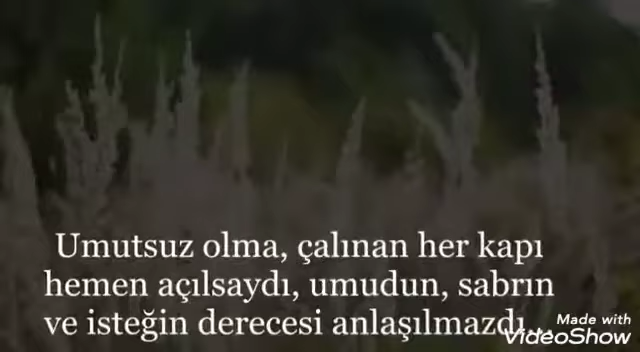 Umutsuz olma, çalınan her kapı
hemen açılsaydı, umudun, sabrın
ve isteğin derecesi anlaşılmazdı...
Made with
VideoShow